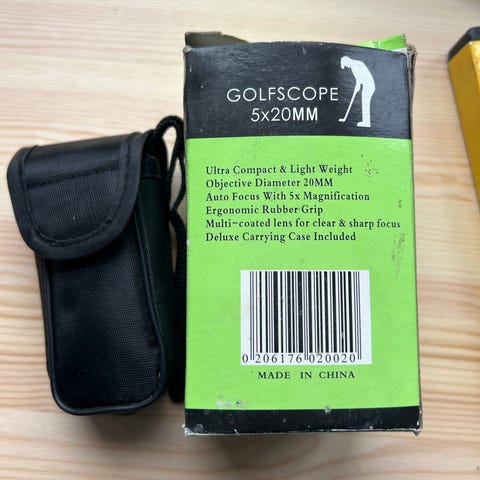 GOLFSCOPE
5x20MM
Ultra Compact & Light Weight
Objective Diameter 20MM
Auto Focus With 5x Magnification
Ergonomic Rubber Grip
Multi-coated lens for clear & sharp focus
Deluxe Carrying Case Included
0 206176 020020
MADE IN CHINA